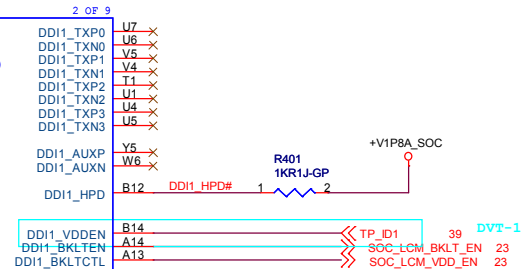 2 OF 9
DDI1_TXP0 U7
DDI1_TXN0 U6
DDI1_TXP1 V5
DDI1_TXN1 V4
DDI1_TXP2 T1
DDI1_TXN2 U1
DDI1_TXP3 U4
DDI1_TXN3 U5
DDI1_AUXP Y5
DDI1_AUXN W6
+V1P8A_SOC
R401
1KR1J-GP
DDI1_HPD B12 DDI1_HPD# 1 2
DDI1_VDDEN B14 TP_ID1 39 DVT-1
DDI1_BKLTEN A14 SOC_LCM_BKLT_EN 23
DDI1_BKLTCTL A13 SOC_LCM_VDD_EN 23